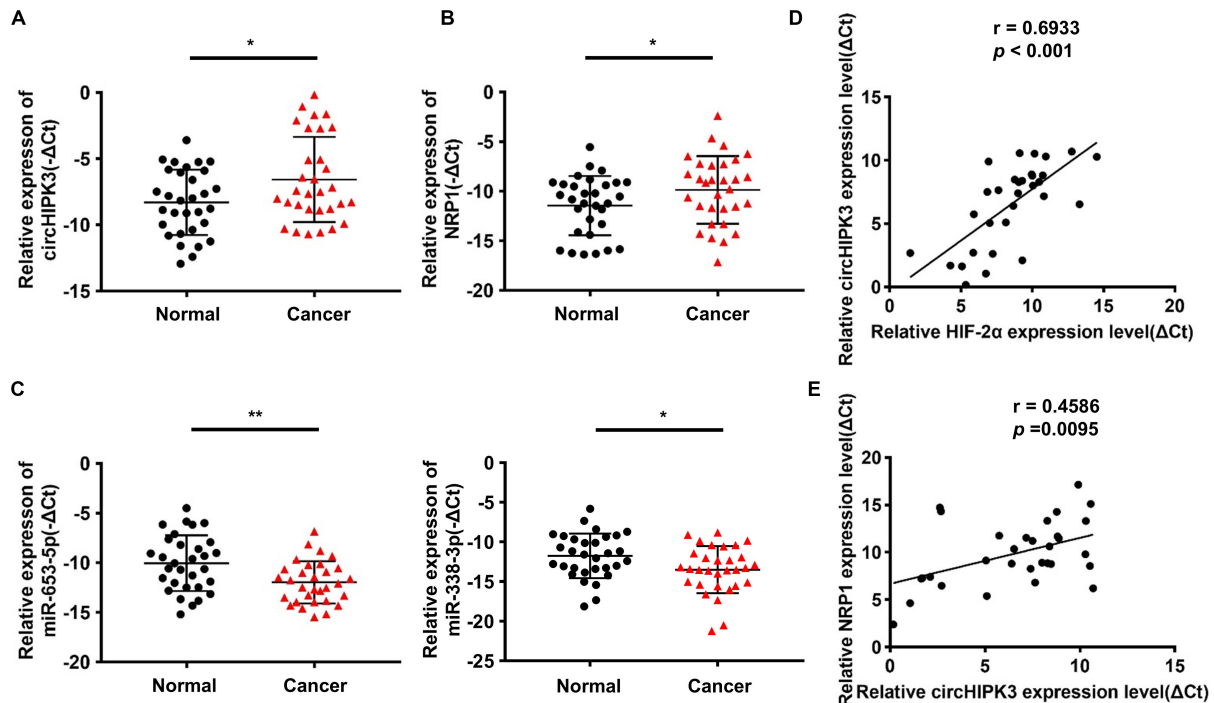 A
*
Relative expresson of
circHIPK3(-ΔCt)
0
-5
-10
-15
Normal Cancer
B
*
Relative expresson of
NRP1(-ΔCt)
0
-5
-10
-15
-20
Normal Cancer
D
r = 0.6933
p < 0.001
Relative circHIPK3 expression level(ΔCt)
15
10
5
0
0 5 10 15 20
Relative HIF-2α expression level(ΔCt)
C
**
Relative expresson of
miR-653-5p(-ΔCt)
0
-5
-10
-15
-20
Normal Cancer
*
Relative expresson of
miR-338-3p(-ΔCt)
0
-5
-10
-15
-20
-25
Normal Cancer
E
r = 0.4586
p =0.0095
Relative NRP1 expression level(ΔCt)
20
15
10
5
0
0 5 10 15
Relative circHIPK3 expression level(ΔCt)